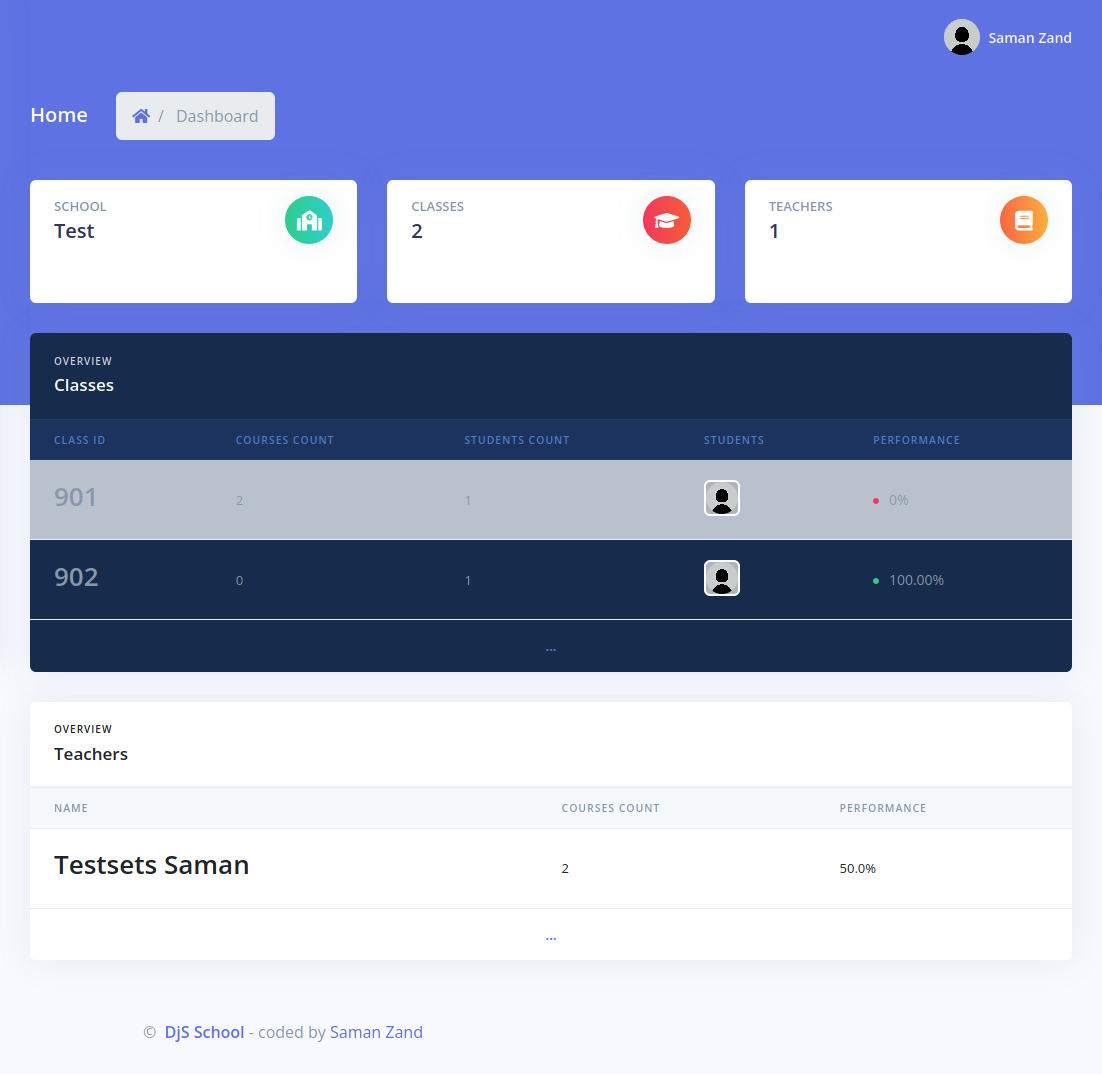 Saman Zand
Home / Dashboard
SCHOOL
Test
CLASSES
2
TEACHERS
1
OVERVIEW
Classes
CLASS ID COURSES COUNT STUDENTS COUNT STUDENTS PERFORMANCE
901 2 1 0%
902 0 1 100.00%
...
OVERVIEW
Teachers
NAME COURSES COUNT PERFORMANCE
Testsets Saman 2 50.0%
...
© DjS School - coded by Saman Zand